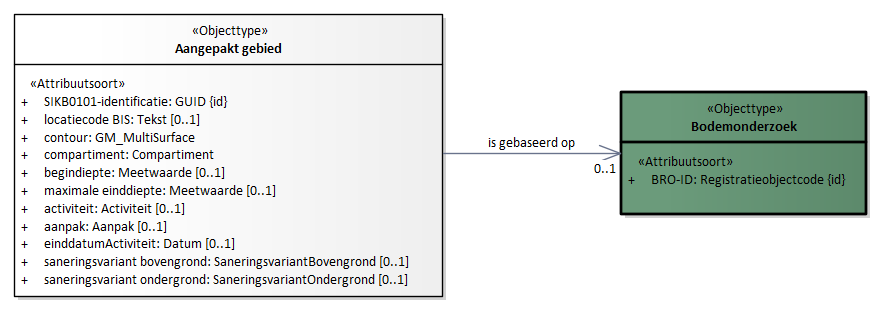 «Objecttype»
Aangepakt gebied
«Attribuutsoort»
+ SIKB0101-identificatie: GUID {id}
+ locatiecode BIS: Tekst [0..1]
+ contour: GM_MultiSurface
+ compartiment: Compartiment
+ begindiepte: Meetwaarde [0..1]
+ maximale einddiepte: Meetwaarde [0..1]
+ activiteit: Activiteit [0..1]
+ aanpak: Aanpak [0..1]
+ einddatumActiviteit: Datum [0..1]
+ saneringsvariant bovengrond: SaneringsvariantBovengrond [0..1]
+ saneringsvariant ondergrond: SaneringsvariantOndergrond [0..1]
is gebaseerd op
0..1
«Objecttype»
Bodemonderzoek
«Attribuutsoort»
+ BRO-ID: Registratieobjectcode {id}